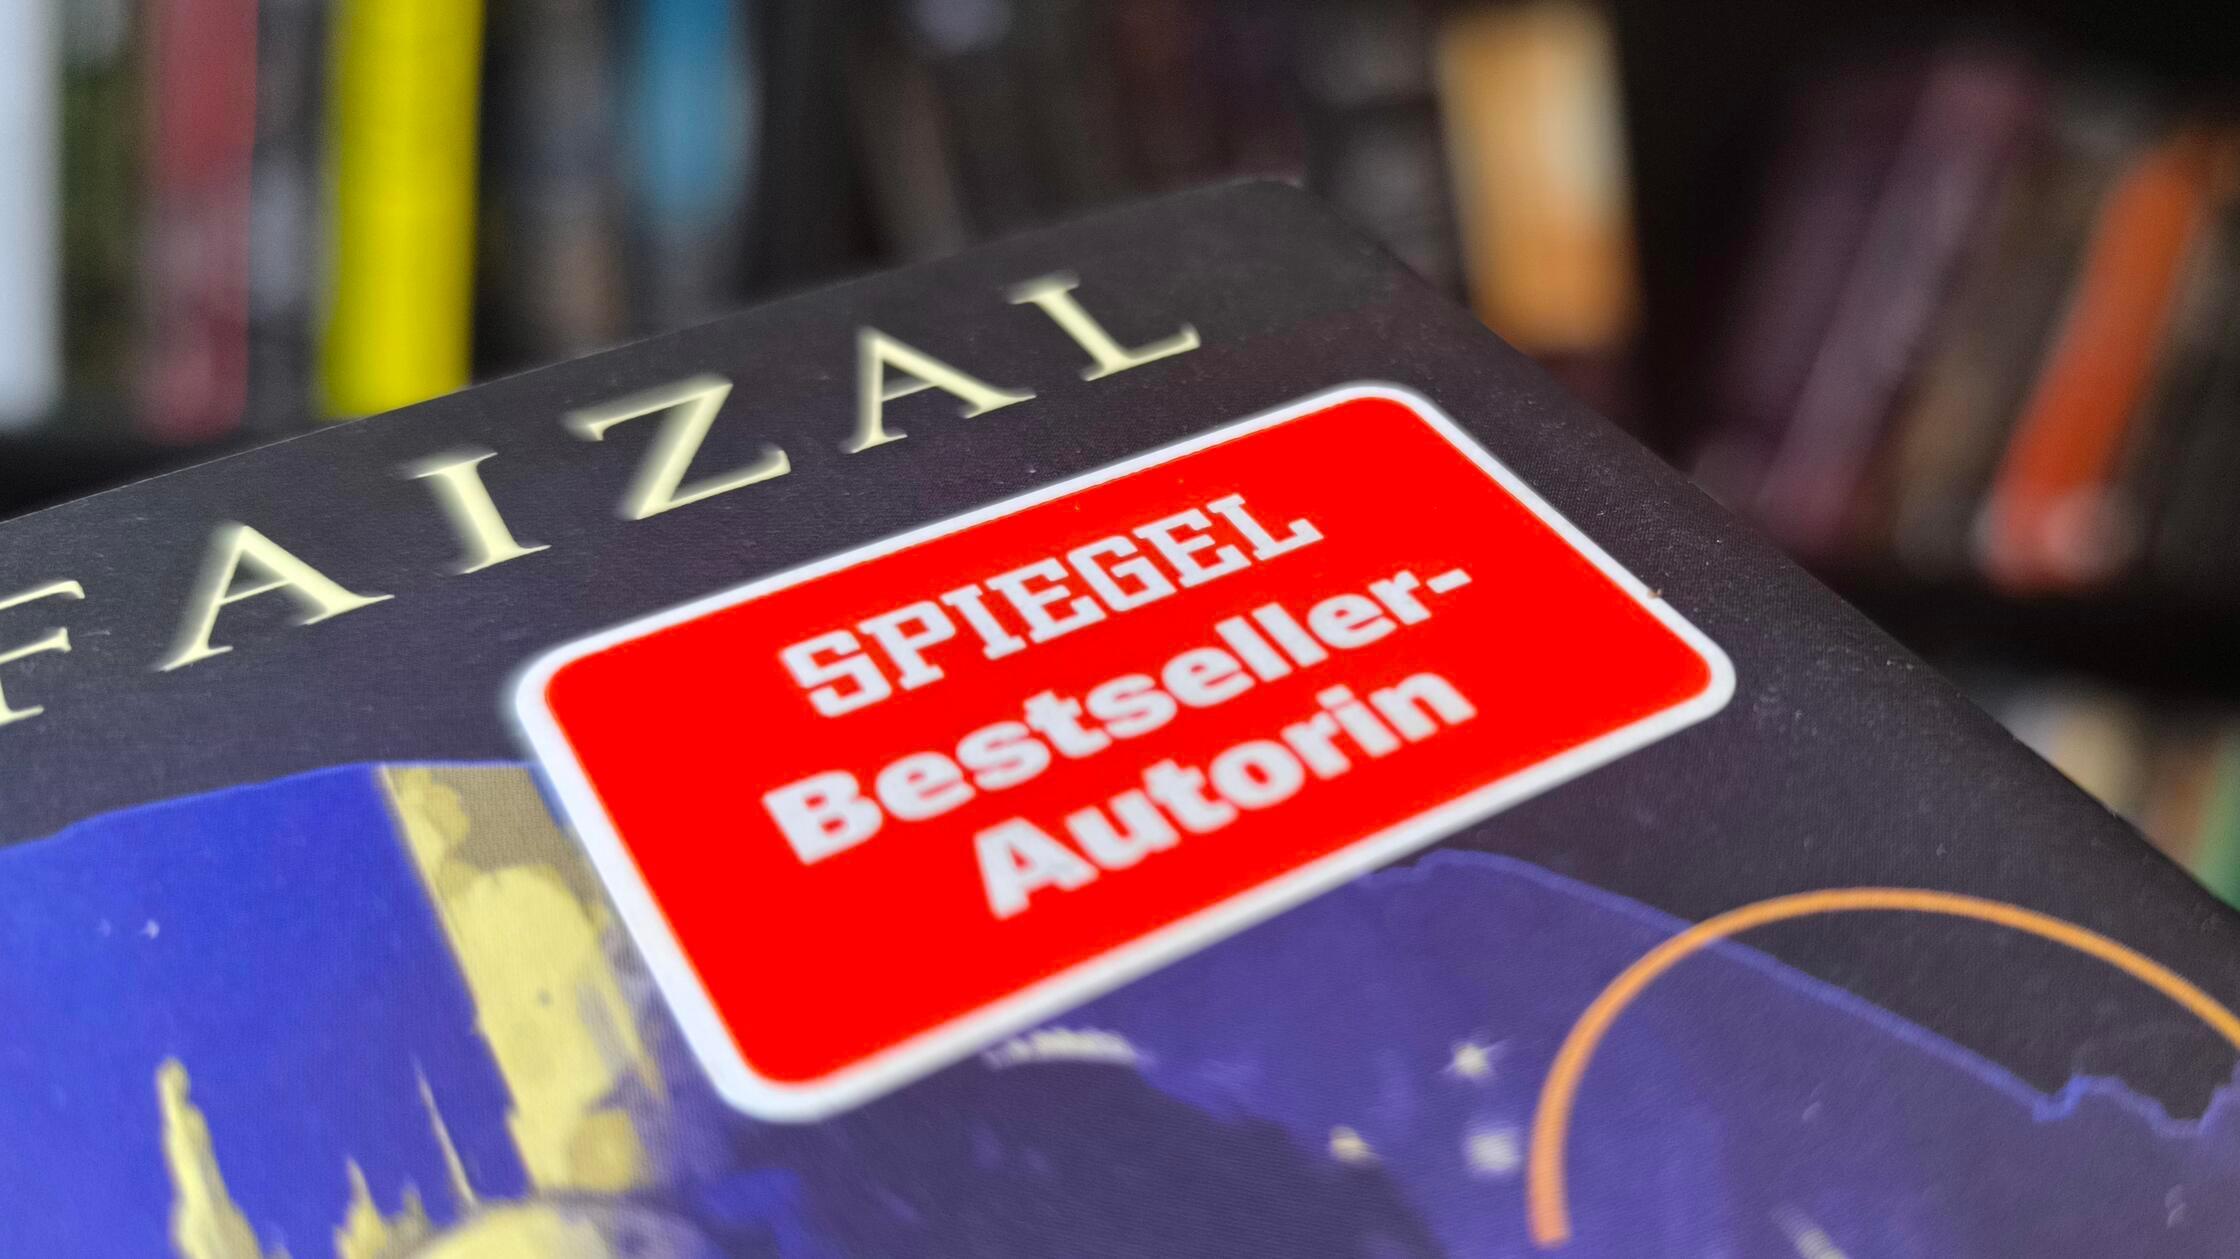 FAIZAL
SPIEGEL
Bestseller-
Autorin